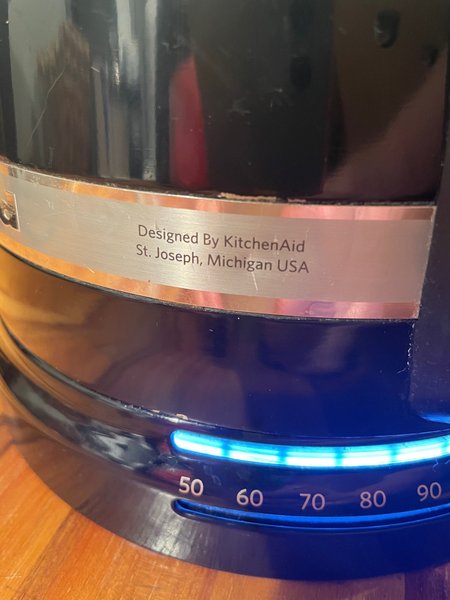 Designed By KitchenAid
St. Joseph, Michigan USA
50 60 70 80 90